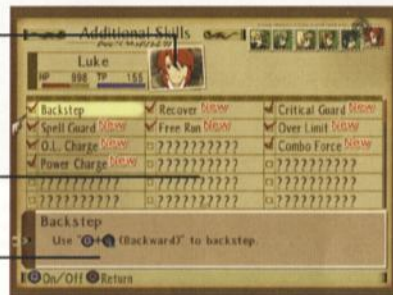 Additional Skills
Luke
HP 998 TP 155
Backstep Recover New Critical Guard New
Spell Guard New Free Run New Over Limit New
O.L. Charge New ?????????? Combo Force New
Power Charge New ?????????? ??????????
?????????? ?????????? ??????????
?????????? ?????????? ??????????
Backstep
Use "+ (Backward)" to backstep.
On/Off Return